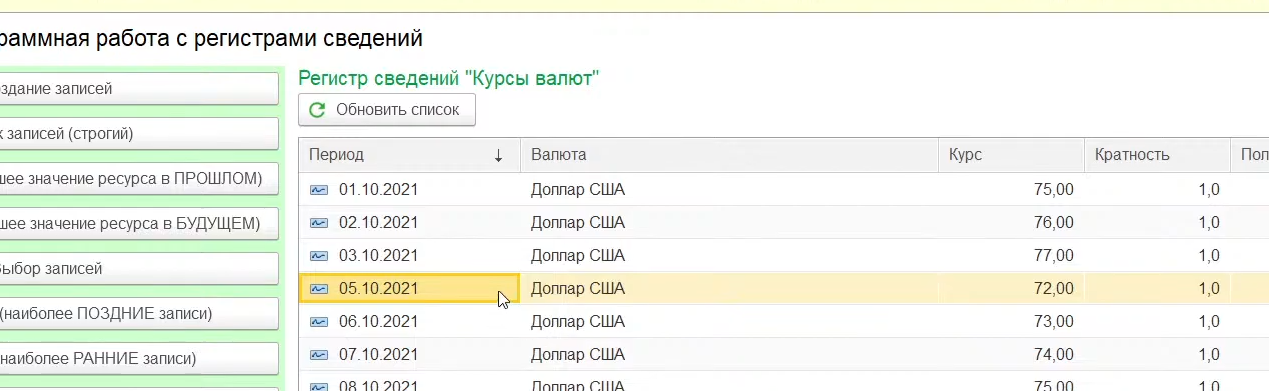 раммная работа с регистрами сведений
здание записей
к записей (строгий)
шее значение ресурса в ПРОШЛОМ)
шее значение ресурса в БУДУЩЕМ)
Выбор записей
(наиболее ПОЗДНИЕ записи)
наиболее РАННИЕ записи)
Регистр сведений "Курсы валют"
Обновить список
Период ↓ Валюта Курс Кратность Пол
01.10.2021 Доллар США 75,00 1,0
02.10.2021 Доллар США 76,00 1,0
03.10.2021 Доллар США 77,00 1,0
05.10.2021 Доллар США 72,00 1,0
06.10.2021 Доллар США 73,00 1,0
07.10.2021 Доллар США 74,00 1,0
08.10.2021 Доллар США 75,00 1,0